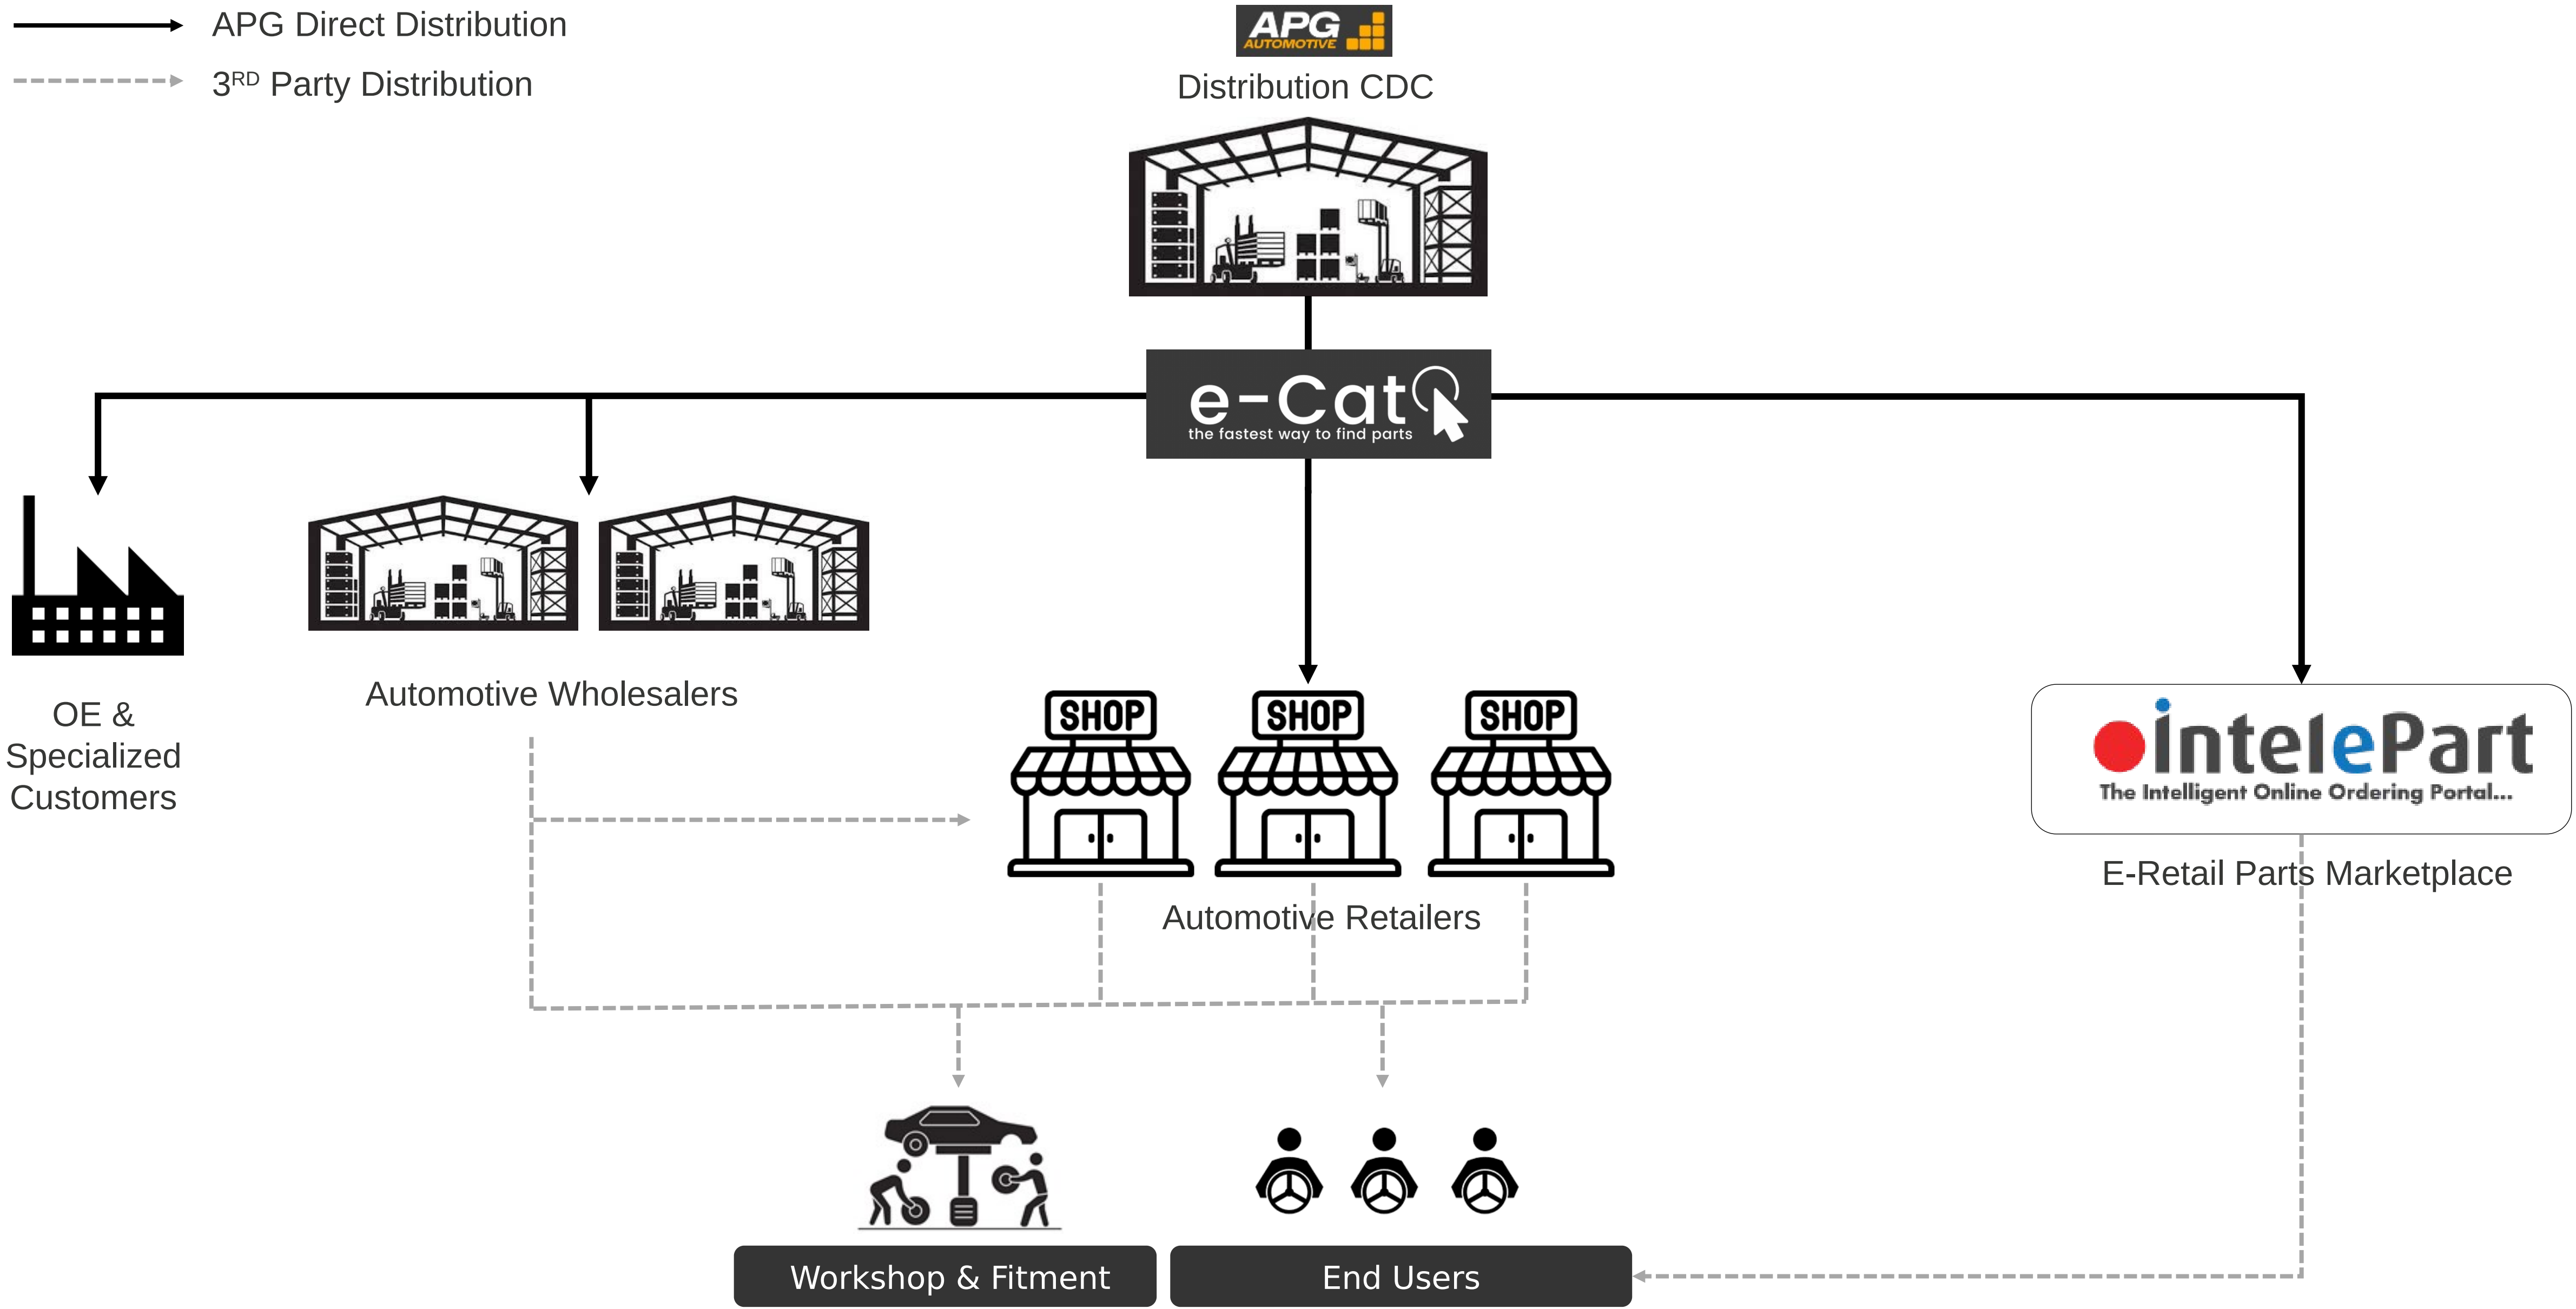 APG Direct Distribution
3RD Party Distribution
APG
AUTOMOTIVE
Distribution CDC
e-Cat
the fastest way to find parts
OE &
Specialized
Customers
Automotive Wholesalers
SHOP
SHOP
SHOP
Automotive Retailers
intelePart
The Intelligent Online Ordering Portal...
E-Retail Parts Marketplace
Workshop & Fitment
End Users